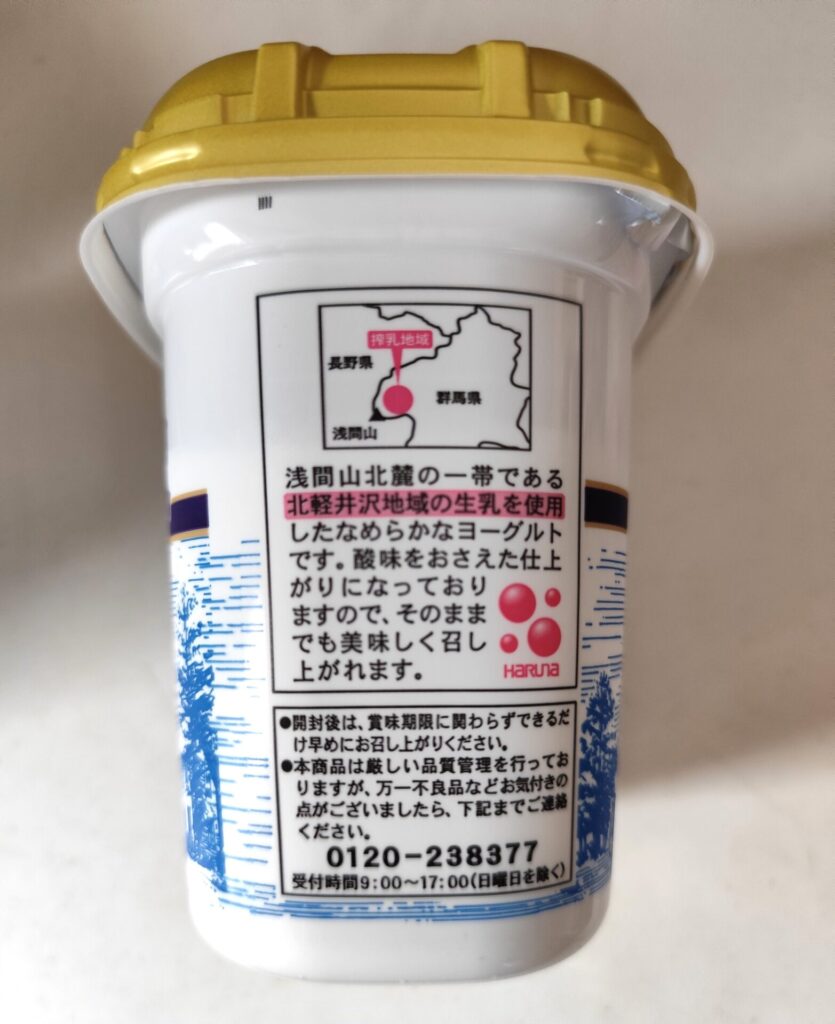 搾乳地域
長野県
群馬県
浅間山
浅間山北麓の一帯である
北軽井沢地域の生乳を使用
したなめらかなヨーグルト
です。酸味をおさえた仕上
がりになっており
ますので、そのまま
でも美味しく召し
上がれます。
HARUNA
●開封後は、賞味期限に関わらずできるだ
け早めにお召し上がりください。
●本商品は厳しい品質管理を行ってお
りますが、万一不良品などお気付きの
点がございましたら、下記までご連絡
ください。
0120-238377
受付時間9:00～17:00(日曜日を除く)